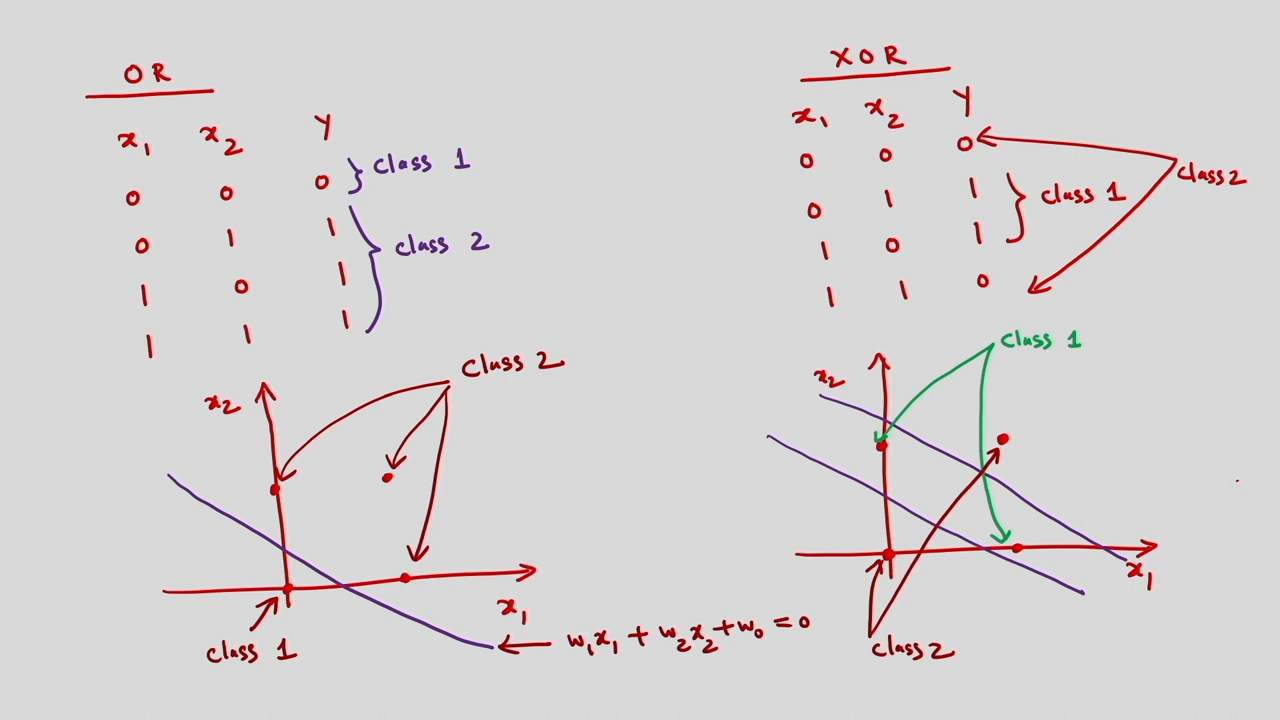 OR
x₁ x₂ Y
0 0 0 } class 1
0 1 1
1 0 1 } class 2
1 1 1
x₂
class 2
x₁
class 1
w₁x₁ + w₂x₂ + w₀ = 0
XOR
x₁ x₂ Y
0 0 0 class 2
0 1 1 } class 1
1 0 1
1 1 0
class 1
x₂
x₁
class 2